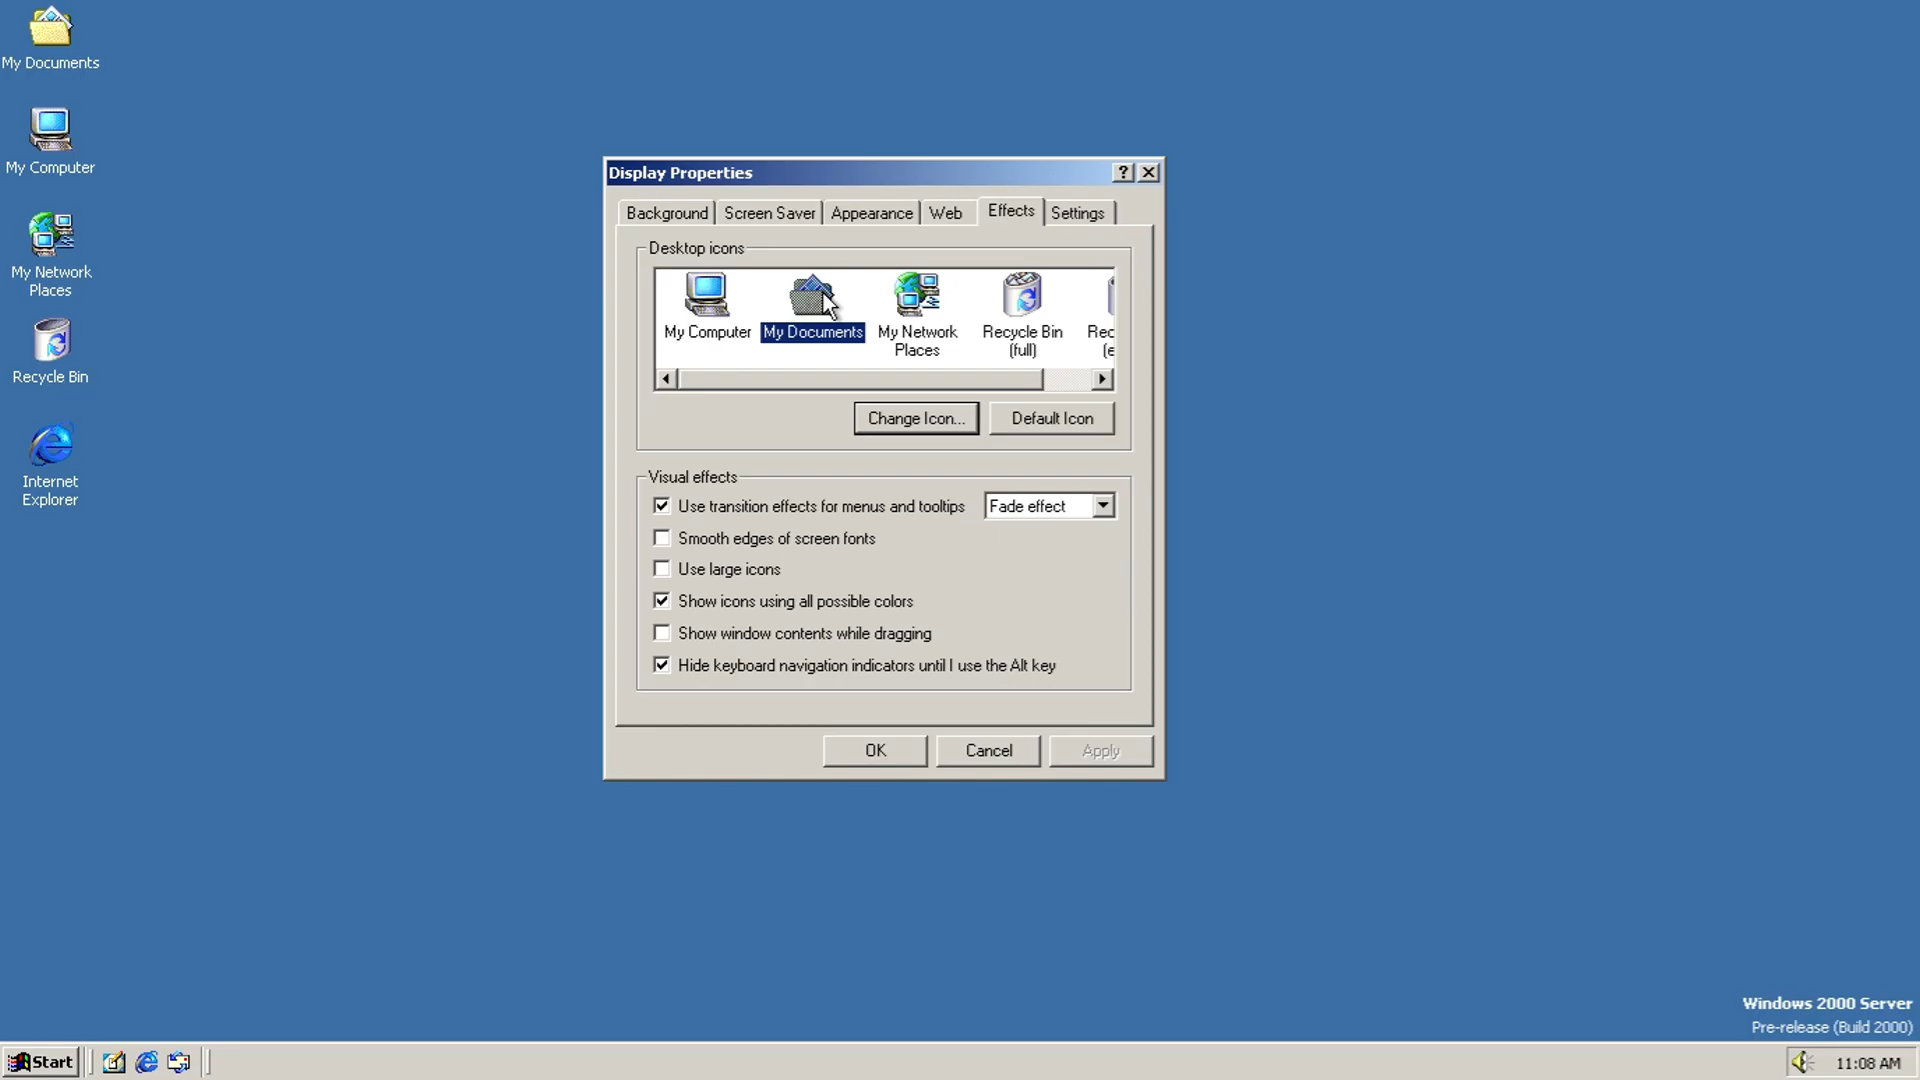 My Documents
My Computer
My Network
Places
Recycle Bin
Internet
Explorer
Display Properties
Background
Screen Saver
Appearance
Web
Effects
Settings
Desktop icons
My Computer
My Documents
My Network
Places
Recycle Bin
(full)
Rec
(e
Change Icon...
Default Icon
Visual effects
Use transition effects for menus and tooltips
Fade effect
Smooth edges of screen fonts
Use large icons
Show icons using all possible colors
Show window contents while dragging
Hide keyboard navigation indicators until I use the Alt key
OK
Cancel
Apply
Windows 2000 Server
Pre-release (Build 2000)
Start
11:08 AM